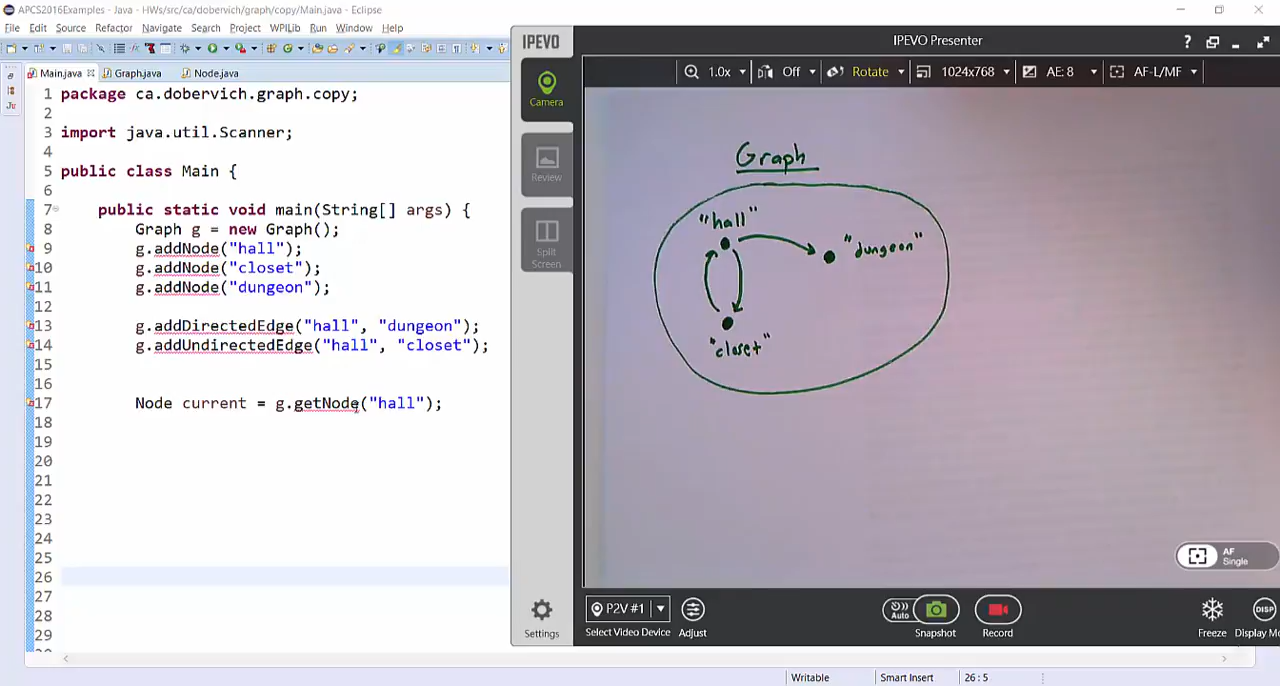 APCS2016Examples - Java - HWs/src/ca/dobervich/graph/copy/Main.java - Eclipse
File Edit Source Refactor Navigate Search Project WPILib Run Window Help
Main.java Graph.java Node.java
1 package ca.dobervich.graph.copy;
2
3 import java.util.Scanner;
4
5 public class Main {
6
7 public static void main(String[] args) {
8 Graph g = new Graph();
9 g.addNode("hall");
10 g.addNode("closet");
11 g.addNode("dungeon");
12
13 g.addDirectedEdge("hall", "dungeon");
14 g.addUndirectedEdge("hall", "closet");
15
16
17 Node current = g.getNode("hall");
18
19
20
21
22
23
24
25
26
27
28
29
Writable Smart Insert 26 : 5
IPEVO
IPEVO Presenter
?
1.0x Off Rotate 1024x768 AE: 8 AF-L/MF
Camera
Review
Split
Screen
Settings
Graph
"hall"
"dungeon"
"closet"
AF
Single
P2V #1
Select Video Device Adjust
Auto
Snapshot Record
DISP
Freeze Display Mo